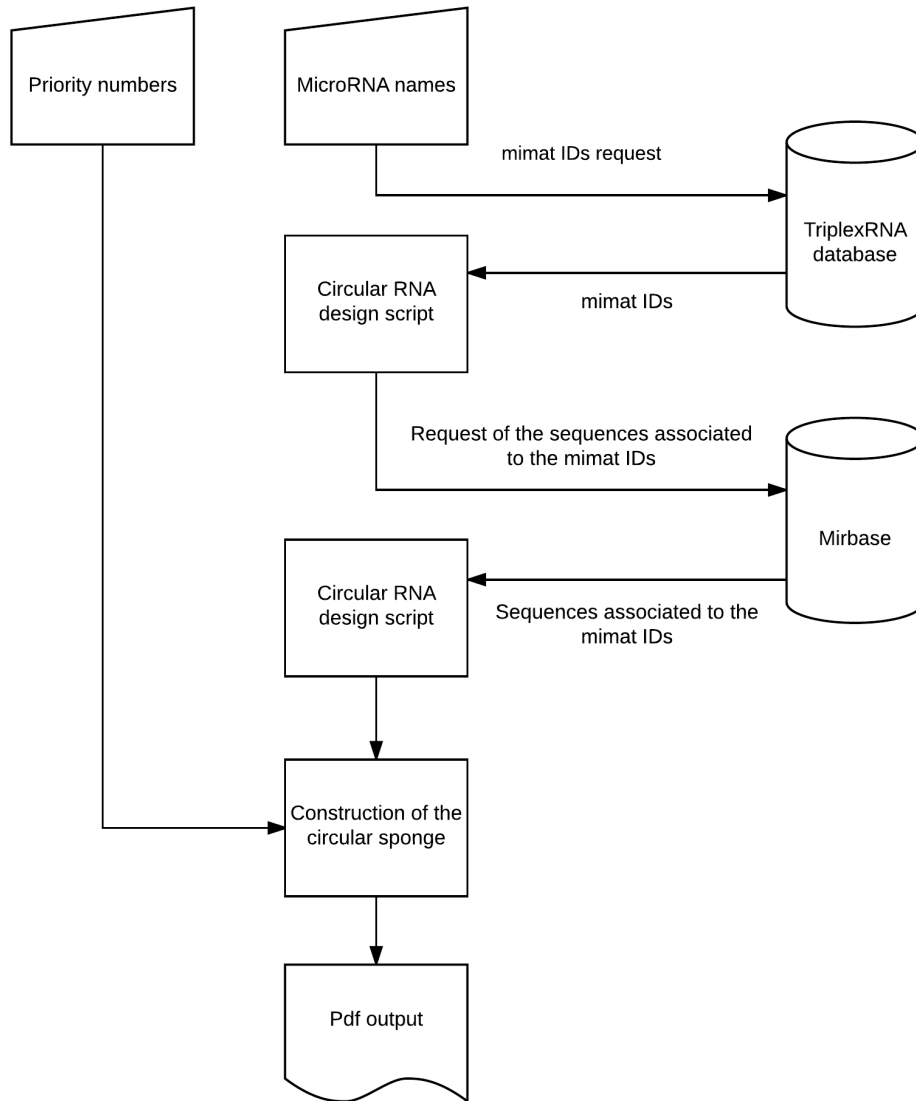 Priority numbers
MicroRNA names
mimat IDs request
TriplexRNA
database
Circular RNA
design script
mimat IDs
Request of the sequences associated
to the mimat IDs
Mirbase
Circular RNA
design script
Sequences associated to the
mimat IDs
Construction of the
circular sponge
Pdf output